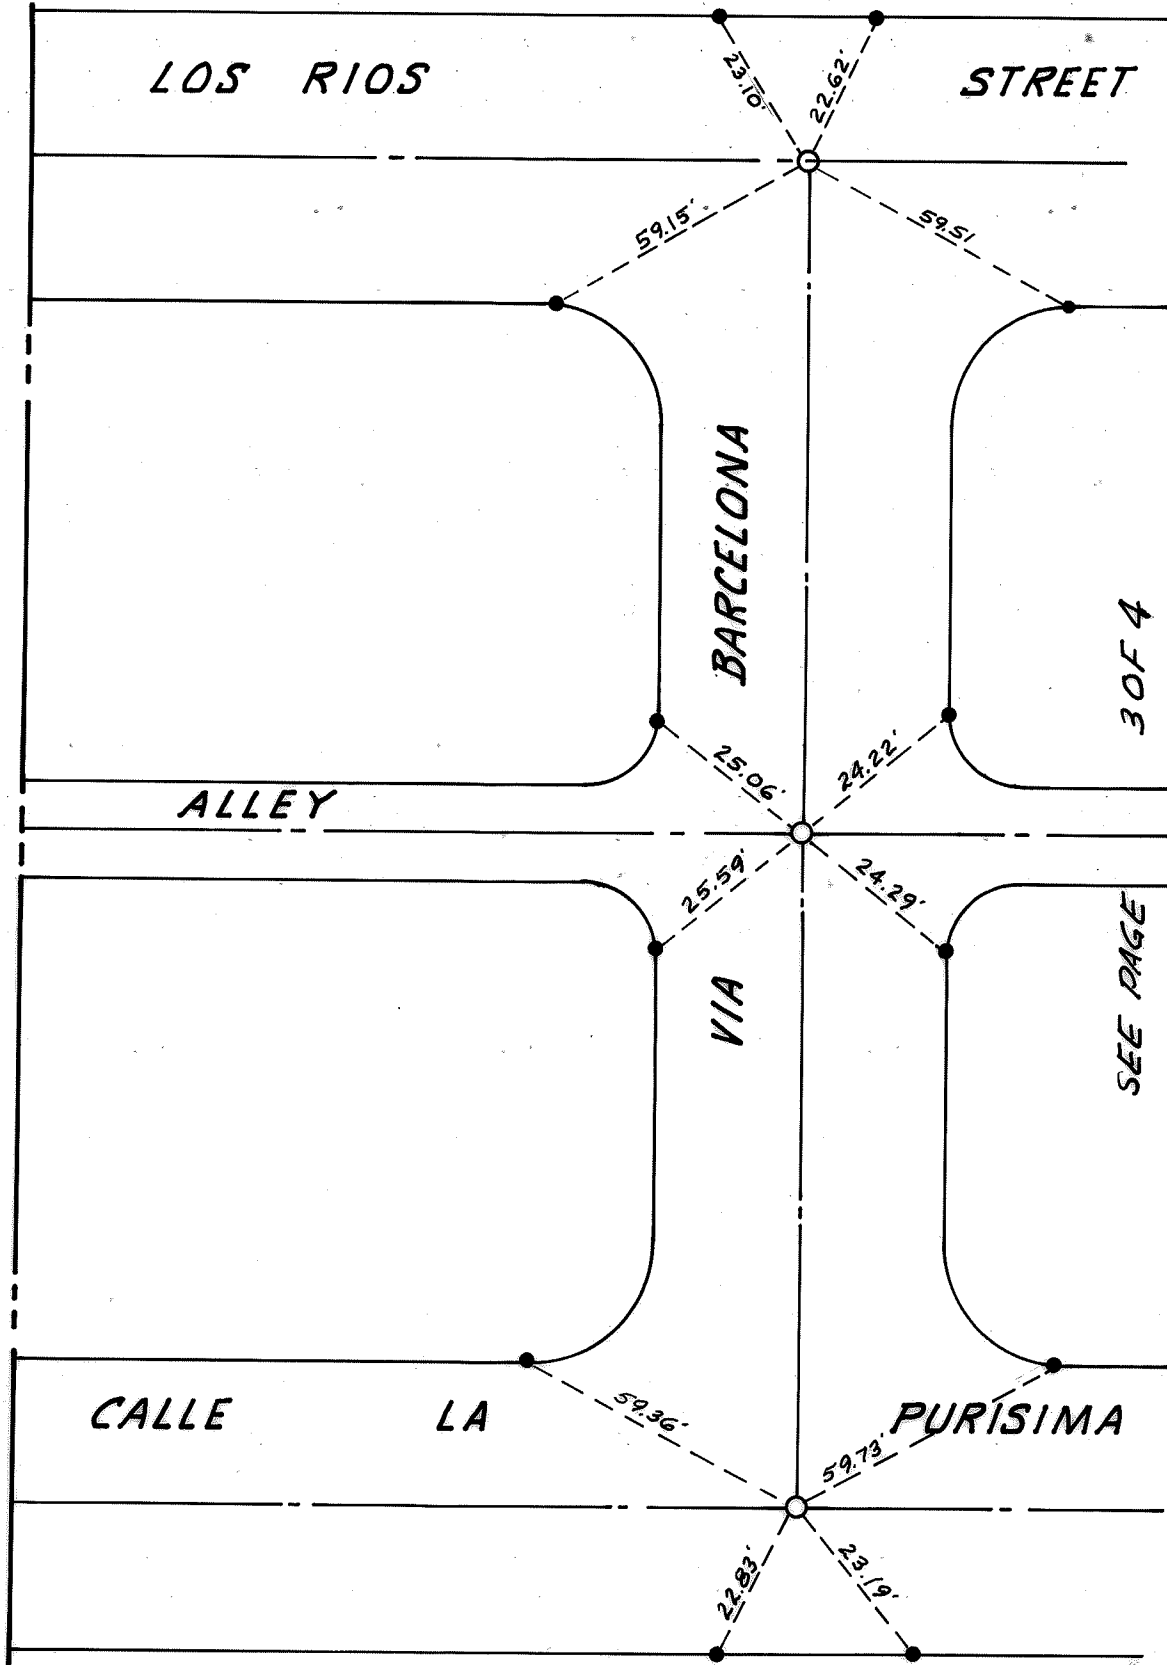 23.10'
22.62'
LOS RIOS STREET
59.15'
59.51
VIA BARCELONA
3 OF 4
25.06'
24.22'
ALLEY
25.59'
24.29'
SEE PAGE
CALLE LA PURISIMA
59.36'
59.73'
22.83'
23.19'